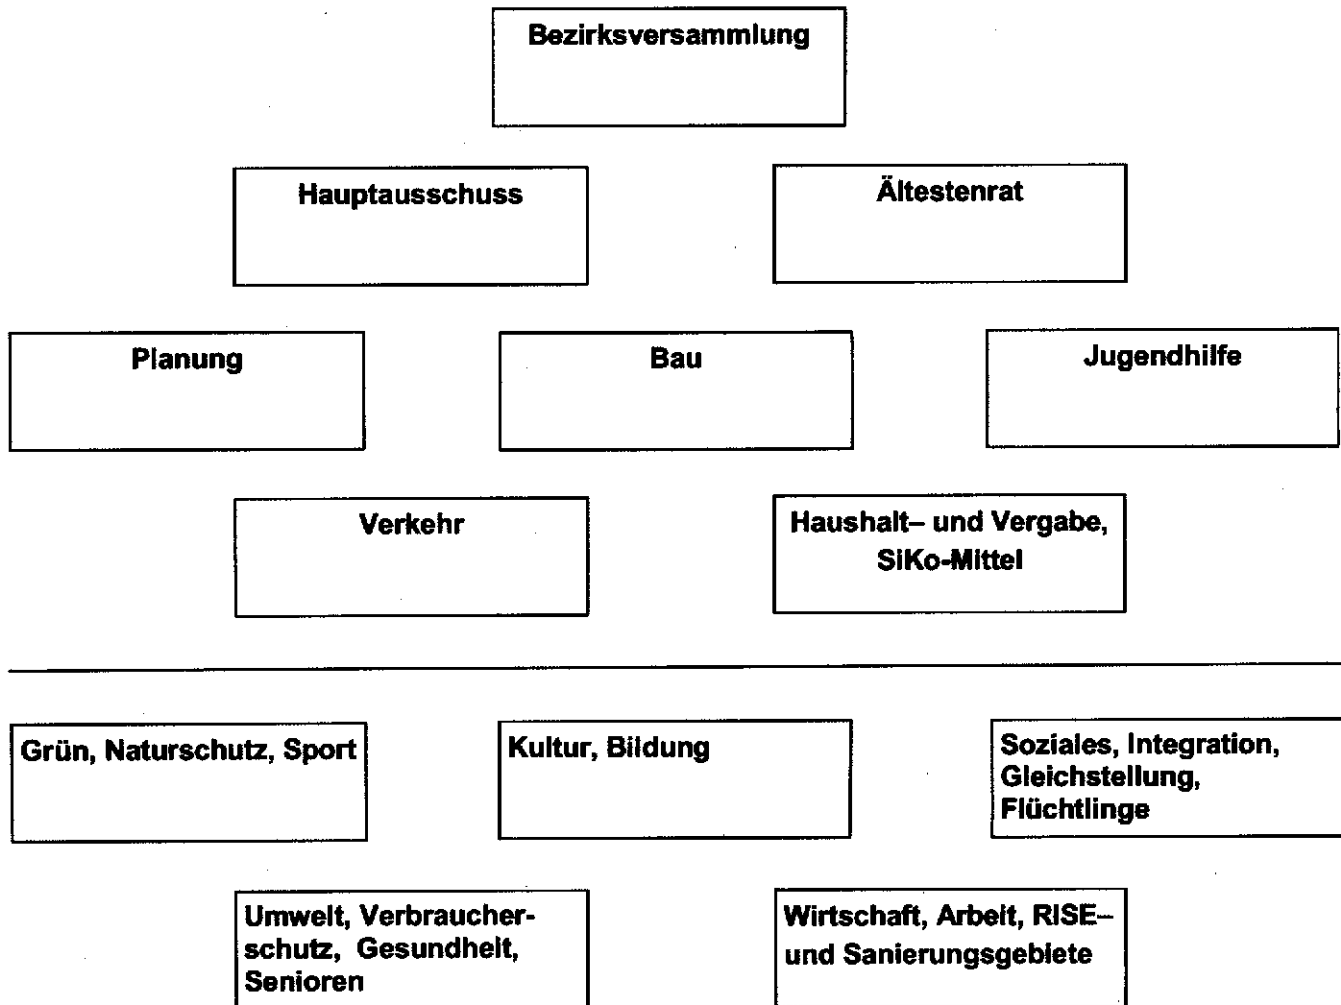 Bezirksversammlung
Hauptausschuss
Ältestenrat
Planung
Bau
Jugendhilfe
Verkehr
Haushalt– und Vergabe,
SiKo-Mittel
Grün, Naturschutz, Sport
Kultur, Bildung
Soziales, Integration,
Gleichstellung,
Flüchtlinge
Umwelt, Verbraucher-
schutz, Gesundheit,
Senioren
Wirtschaft, Arbeit, RISE–
und Sanierungsgebiete